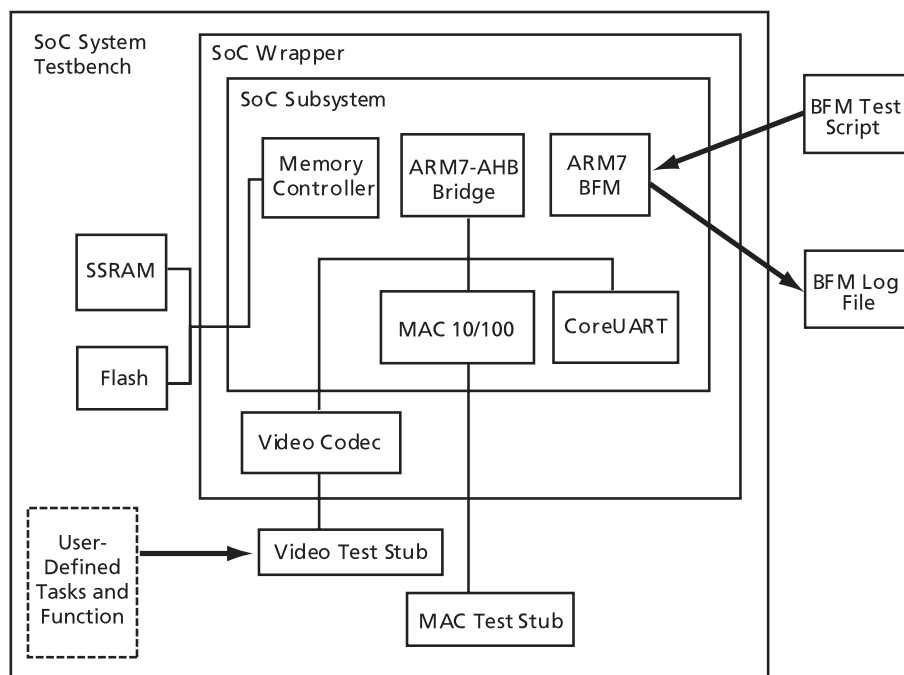 SoC System
Testbench
SoC Wrapper
SoC Subsystem
BFM Test
Script
Memory
Controller
ARM7-AHB
Bridge
ARM7
BFM
SSRAM
BFM Log
File
MAC 10/100
CoreUART
Flash
Video Codec
User-
Defined
Tasks and
Function
Video Test Stub
MAC Test Stub